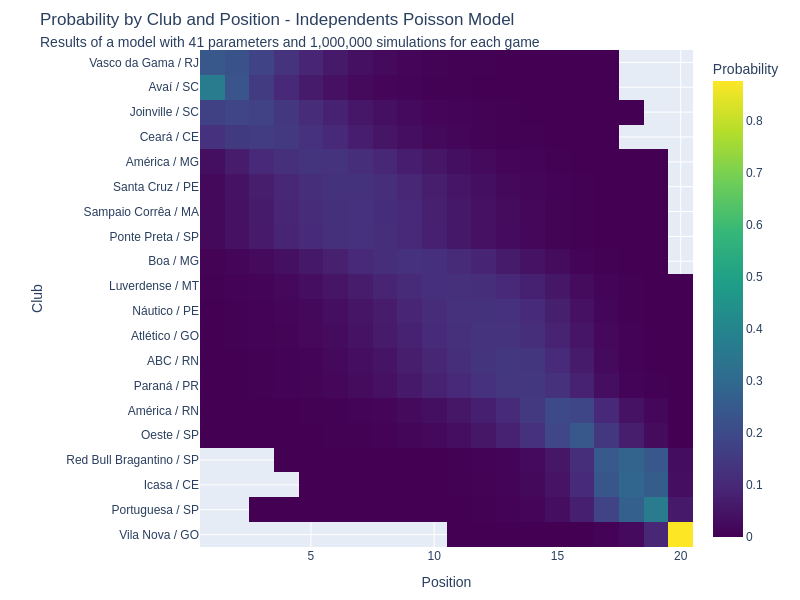 Probability by Club and Position - Independents Poisson Model
Results of a model with 41 parameters and 1,000,000 simulations for each game
Probability
Vasco da Gama / RJ
Avaí / SC
Joinville / SC
Ceará / CE
América / MG
Santa Cruz / PE
Sampaio Corrêa / MA
Ponte Preta / SP
Boa / MG
Luverdense / MT
Náutico / PE
Atlético / GO
ABC / RN
Paraná / PR
América / RN
Oeste / SP
Red Bull Bragantino / SP
Icasa / CE
Portuguesa / SP
Vila Nova / GO
Club
5
10
15
20
Position
0.8
0.7
0.6
0.5
0.4
0.3
0.2
0.1
0